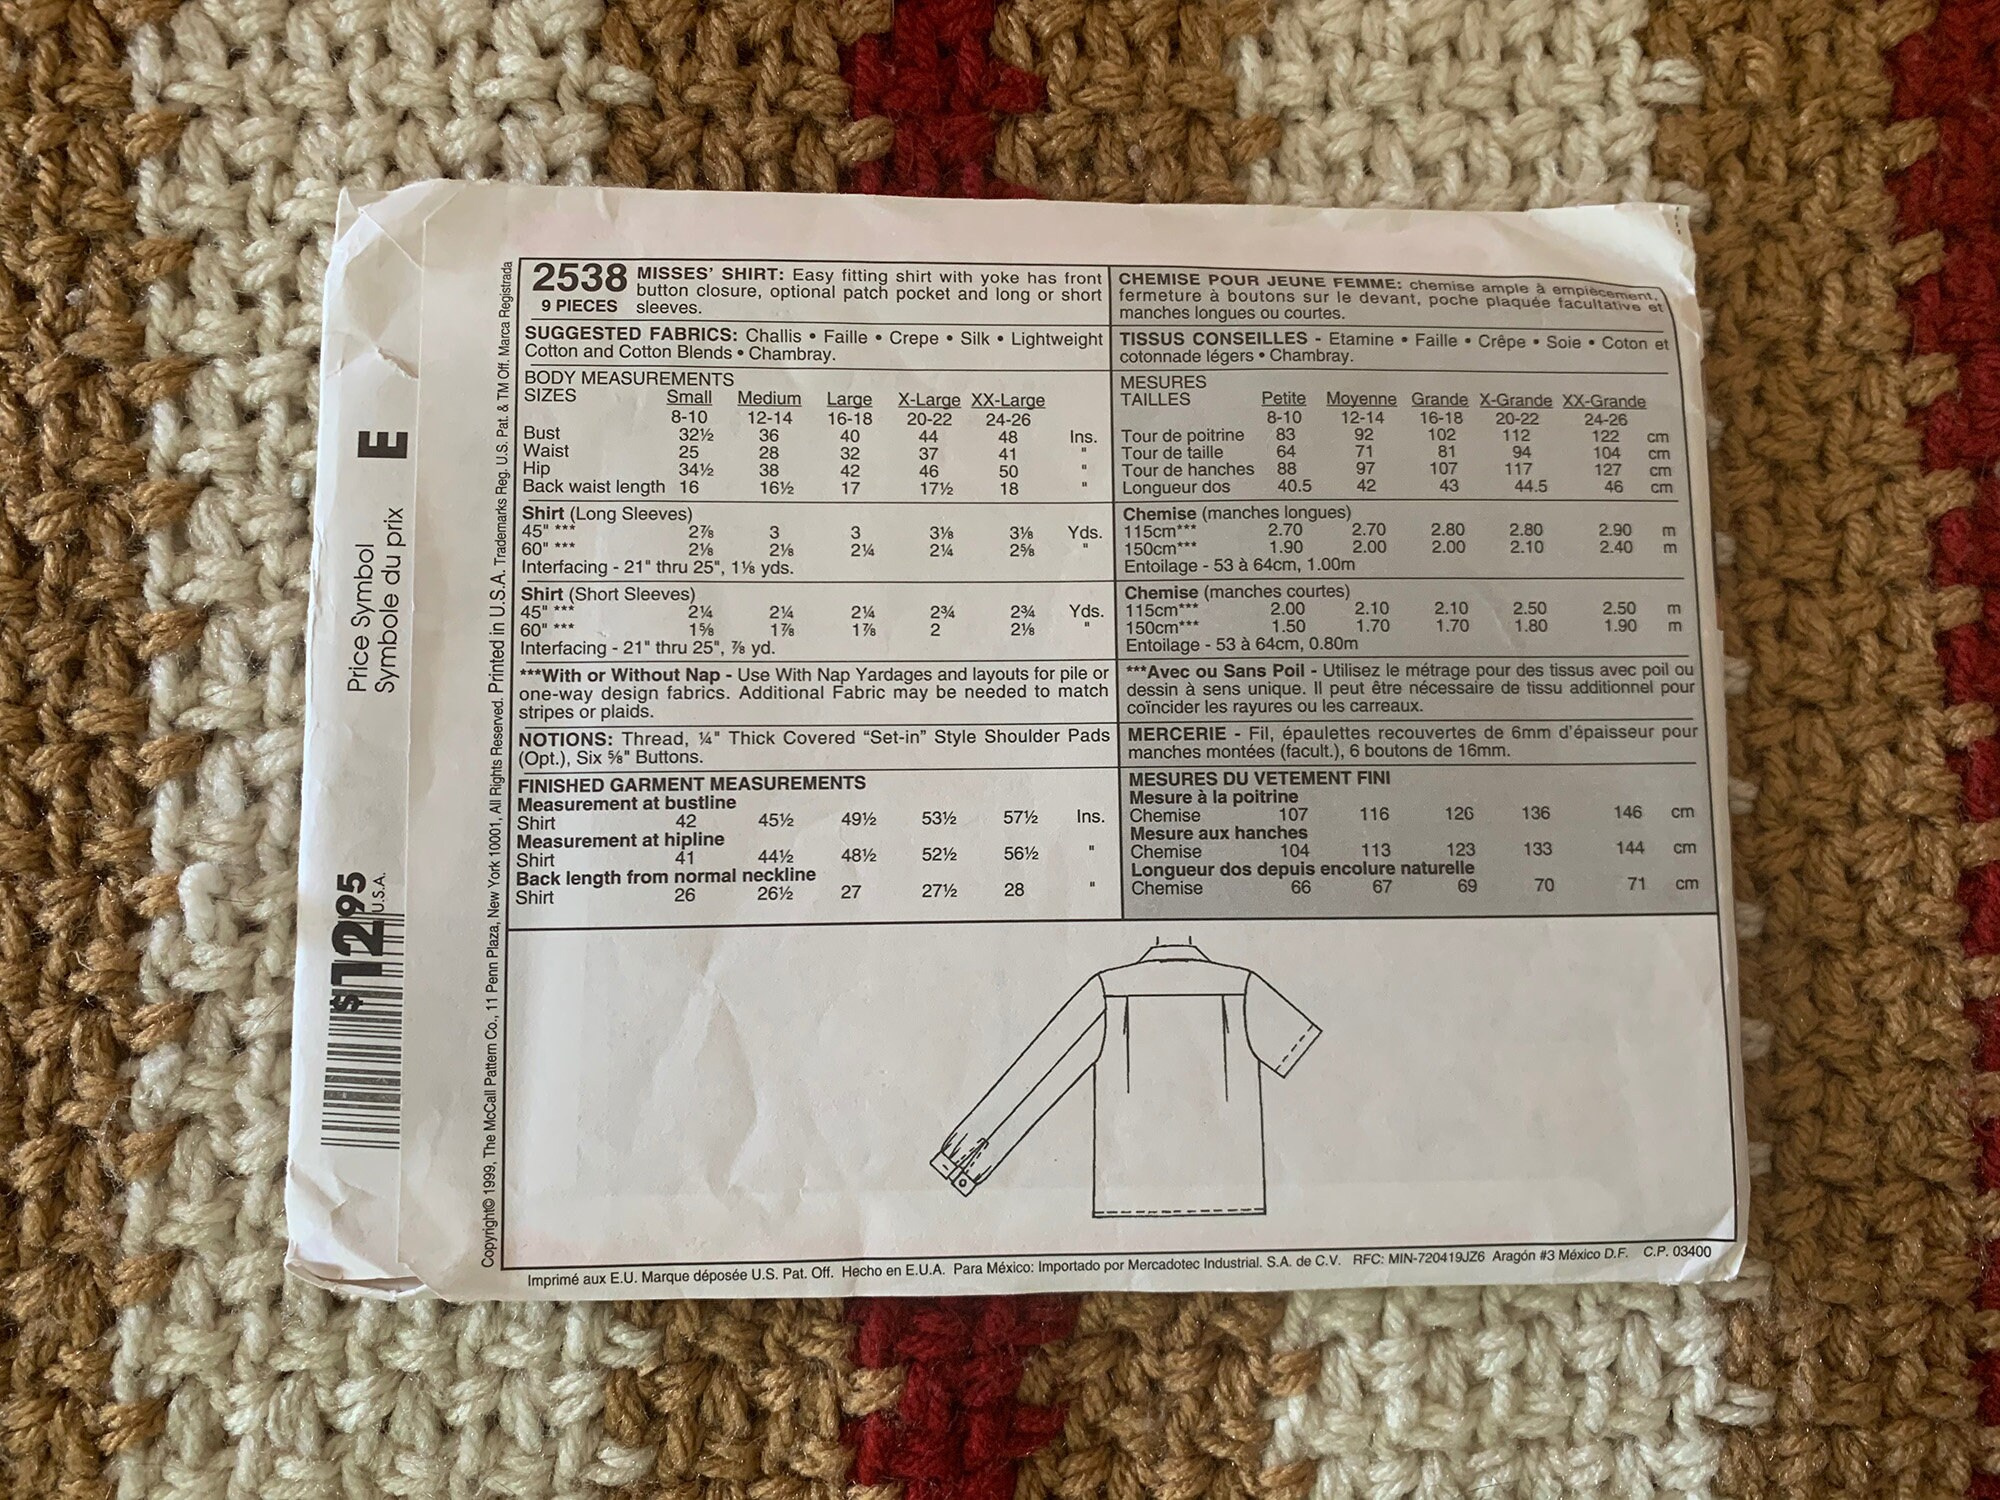 2538
9 PIECES
MISSES' SHIRT: Easy fitting shirt with yoke has front
button closure, optional patch pocket and long or short
sleeves.
SUGGESTED FABRICS: Challis • Faille • Crepe • Silk • Lightweight
Cotton and Cotton Blends • Chambray.
BODY MEASUREMENTS
SIZES Small Medium Large X-Large XX-Large
8-10 12-14 16-18 20-22 24-26
Bust 32½ 36 40 44 48 Ins.
Waist 25 28 32 37 41 "
Hip 34½ 38 42 46 50 "
Back waist length 16 16½ 17 17½ 18 "
Shirt (Long Sleeves)
45" *** 2⅞ 3 3 3⅛ 3⅛ Yds.
60" *** 2⅛ 2⅛ 2¼ 2¼ 2⅝ "
Interfacing - 21" thru 25", 1⅛ yds.
Shirt (Short Sleeves)
45" *** 2¼ 2¼ 2¼ 2¾ 2¾ Yds.
60" *** 1⅝ 1⅞ 1⅞ 2 2⅛ "
Interfacing - 21" thru 25", ⅞ yd.
***With or Without Nap - Use With Nap Yardages and layouts for pile or
one-way design fabrics. Additional Fabric may be needed to match
stripes or plaids.
NOTIONS: Thread, ¼" Thick Covered "Set-in" Style Shoulder Pads
(Opt.), Six ⅝" Buttons.
FINISHED GARMENT MEASUREMENTS
Measurement at bustline
Shirt 42 45½ 49½ 53½ 57½ Ins.
Measurement at hipline
Shirt 41 44½ 48½ 52½ 56½ "
Back length from normal neckline
Shirt 26 26½ 27 27½ 28 "
CHEMISE POUR JEUNE FEMME: chemise ample à empiècement,
fermeture à boutons sur le devant, poche plaquée facultative et
manches longues ou courtes.
TISSUS CONSEILLES - Etamine • Faille • Crêpe • Soie • Coton et
cotonnade légers • Chambray.
MESURES
TAILLES Petite Moyenne Grande X-Grande XX-Grande
8-10 12-14 16-18 20-22 24-26
Tour de poitrine 83 92 102 112 122 cm
Tour de taille 64 71 81 94 104 cm
Tour de hanches 88 97 107 117 127 cm
Longueur dos 40.5 42 43 44.5 46 cm
Chemise (manches longues)
115cm*** 2.70 2.70 2.80 2.80 2.90 m
150cm*** 1.90 2.00 2.00 2.10 2.40 m
Entoilage - 53 à 64cm, 1.00m
Chemise (manches courtes)
115cm*** 2.00 2.10 2.10 2.50 2.50 m
150cm*** 1.50 1.70 1.70 1.80 1.90 m
Entoilage - 53 à 64cm, 0.80m
***Avec ou Sans Poil - Utilisez le métrage pour des tissus avec poil ou
dessin à sens unique. Il peut être nécessaire de tissu additionnel pour
coïncider les rayures ou les carreaux.
MERCERIE - Fil, épaulettes recouvertes de 6mm d'épaisseur pour
manches montées (facult.), 6 boutons de 16mm.
MESURES DU VETEMENT FINI
Mesure à la poitrine
Chemise 107 116 126 136 146 cm
Mesure aux hanches
Chemise 104 113 123 133 144 cm
Longueur dos depuis encolure naturelle
Chemise 66 67 69 70 71 cm
Imprimé aux E.U. Marque déposée U.S. Pat. Off. Hecho en E.U.A. Para México: Importado por Mercadotec Industrial. S.A. de C.V. RFC: MIN-720419JZ6 Aragón #3 México D.F. C.P. 03400
Copyright© 1999, The McCall Pattern Co., 11 Penn Plaza, New York 10001, All Rights Reserved. Printed in U.S.A. Trademarks Reg. U.S. Pat. & TM Off. Marca Registrada
Price Symbol
Symbole du prix
E
$1295
U.S.A.